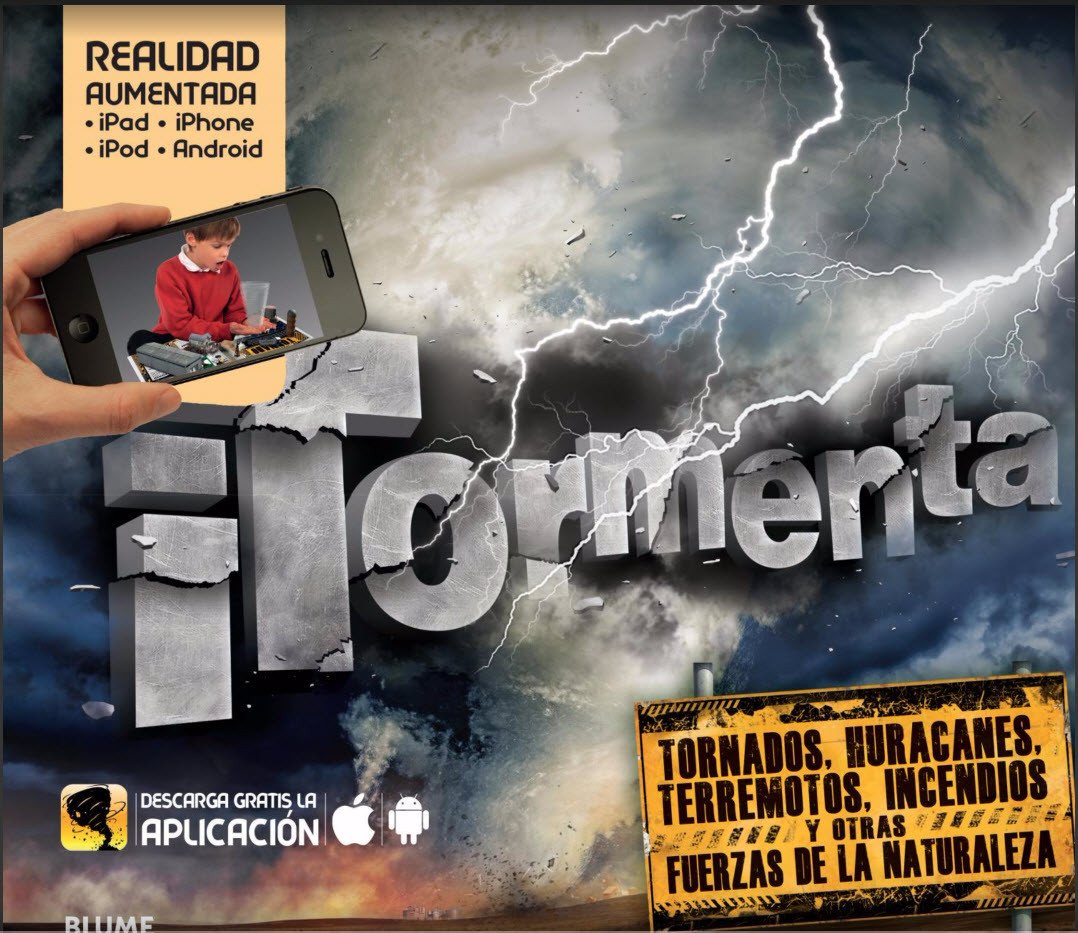 REALIDAD
AUMENTADA
• iPad • iPhone
• iPod • Android
iTormenta
DESCARGA GRATIS LA
APLICACIÓN
TORNADOS, HURACANES,
TERREMOTOS, INCENDIOS
Y OTRAS
FUERZAS DE LA NATURALEZA
BLUME